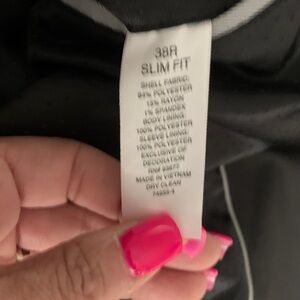 38R
SLIM FIT
SHELL FABRIC:
POLYESTER
15% RAYON
1% SPANDEX
BODY LINING:
100% POLYESTER
SLEEVE LINING:
100% POLYESTER
EXCLUSIVE OF
DECORATION
RN#
MADE IN VIETNAM
DRY CLEAN